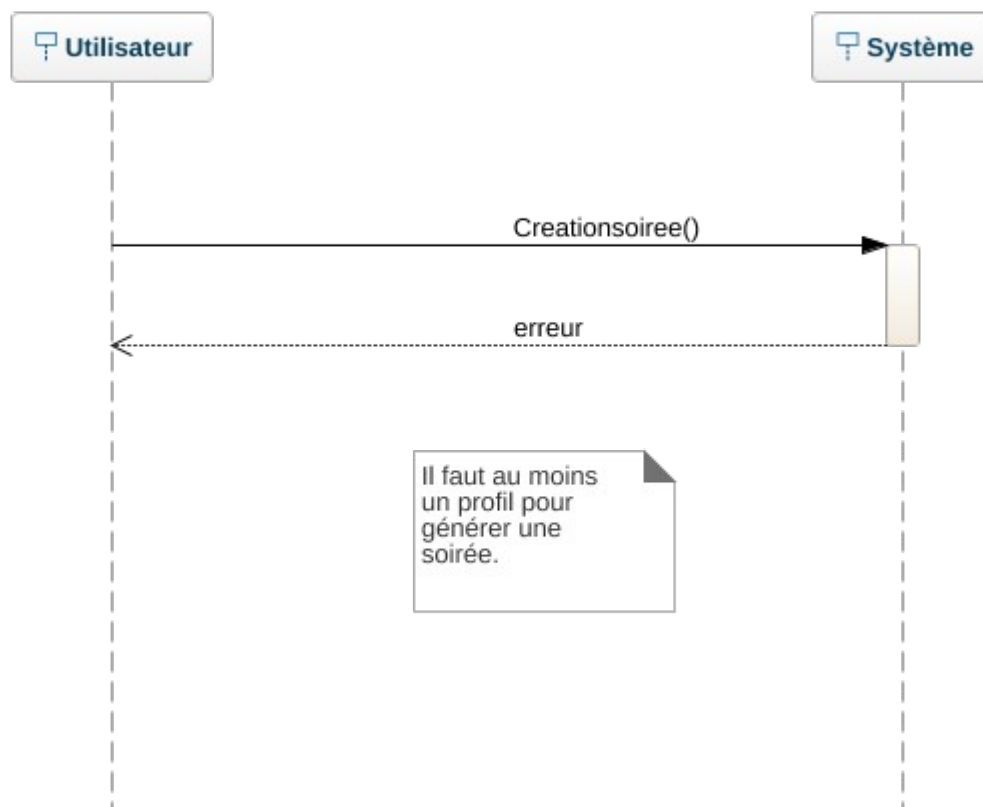 Utilisateur
Système
Creationsoiree()
erreur
Il faut au moins
un profil pour
générer une
soirée.